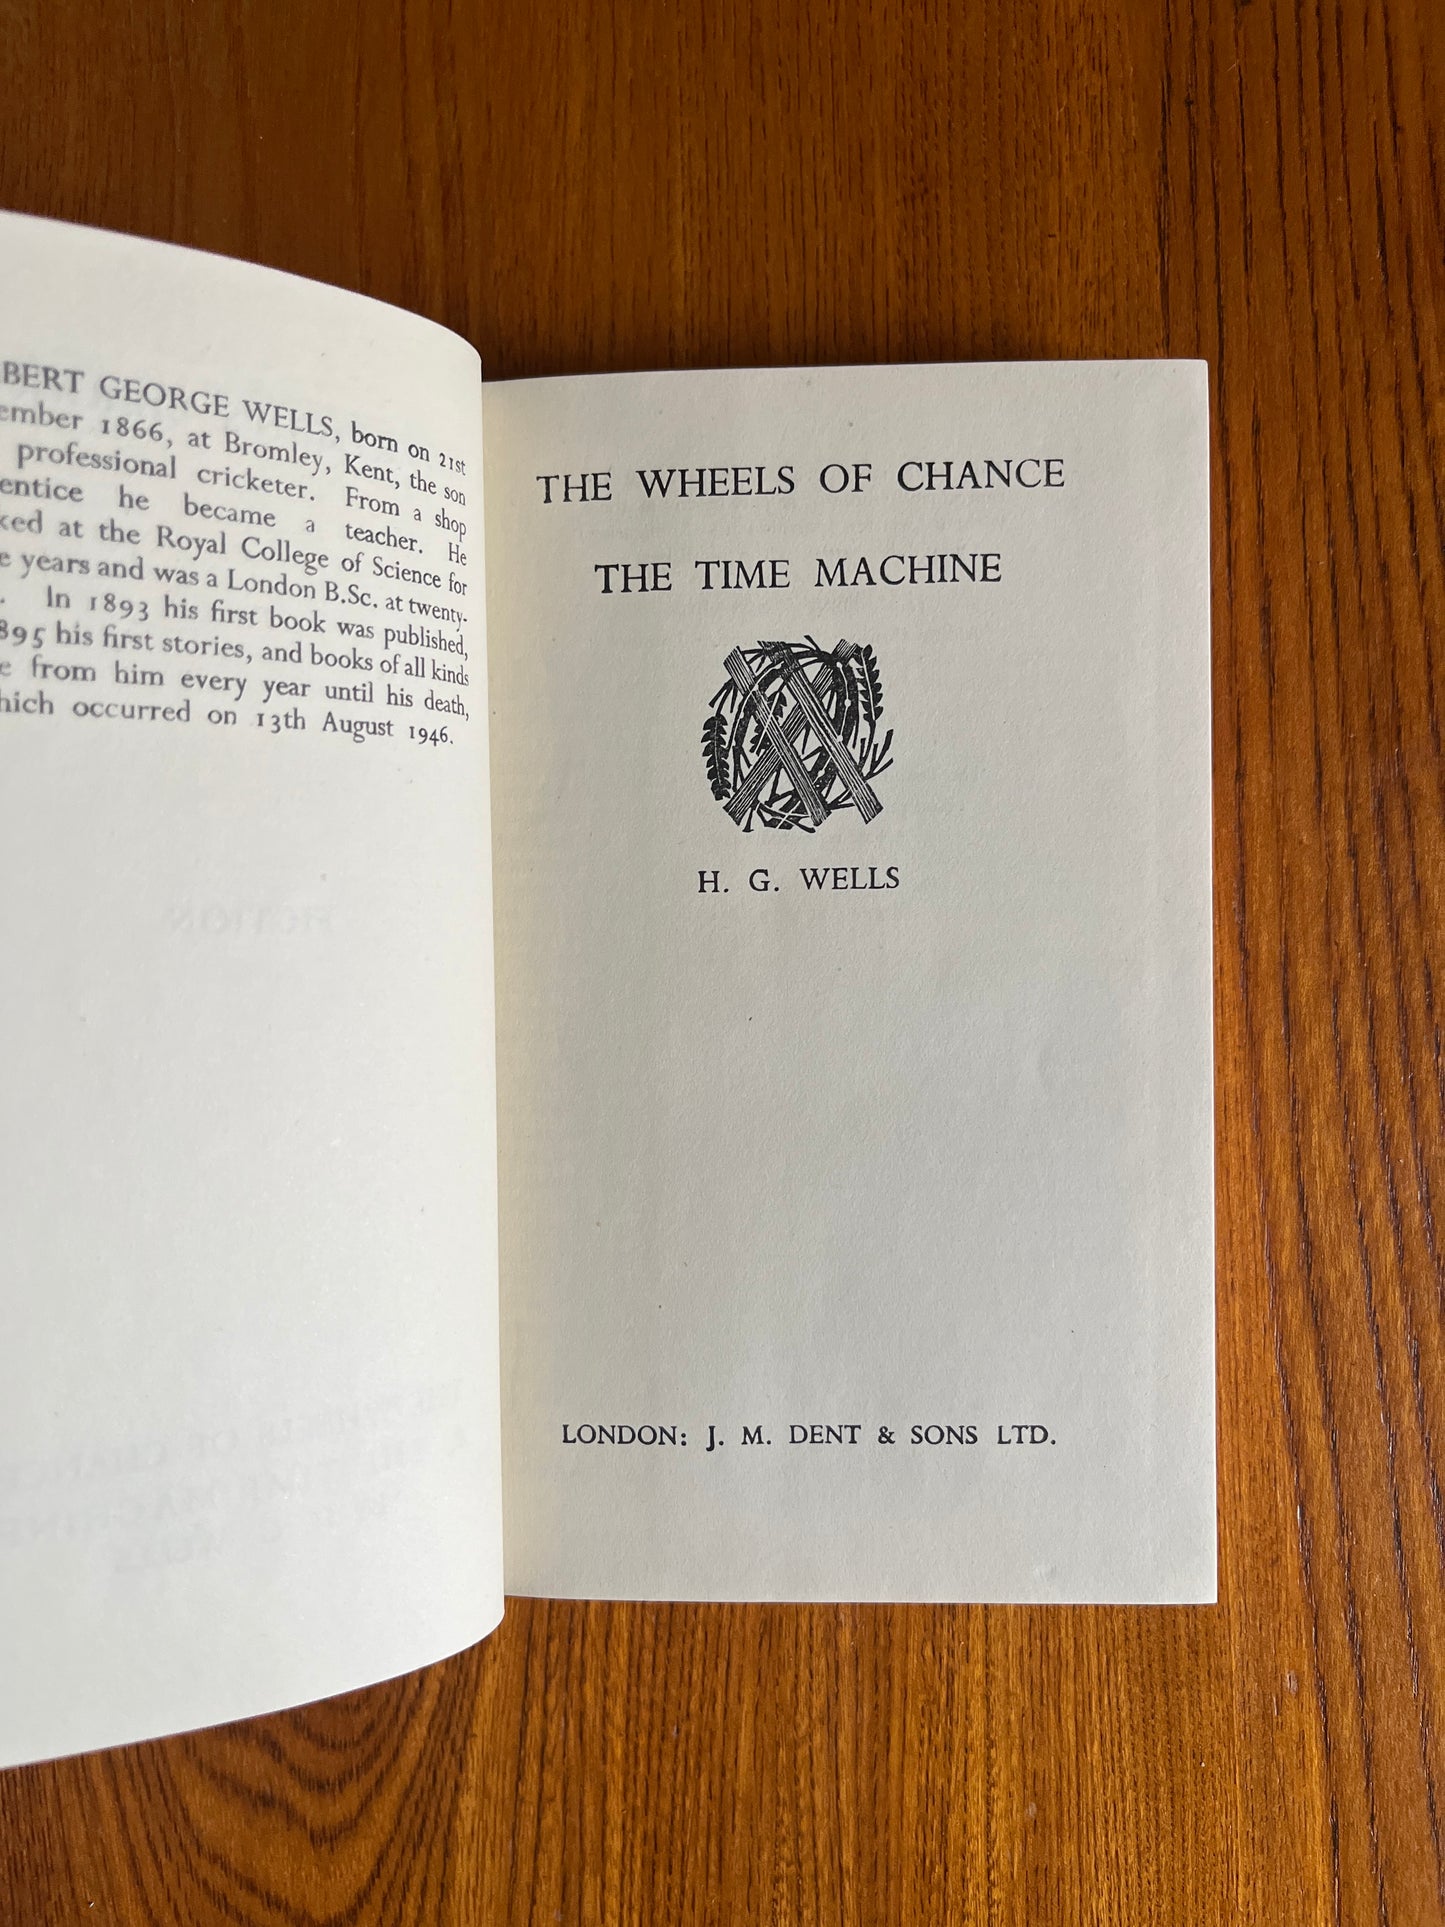 BERT GEORGE WELLS, born on 21st
ember 1866, at Bromley, Kent, the son
professional cricketer. From a shop
entice he became a teacher. He
ked at the Royal College of Science for
e years and was a London B.Sc. at twenty-
. In 1893 his first book was published,
895 his first stories, and books of all kinds
e from him every year until his death,
hich occurred on 13th August 1946.
THE WHEELS OF CHANCE
THE TIME MACHINE
H. G. WELLS
LONDON: J. M. DENT & SONS LTD.